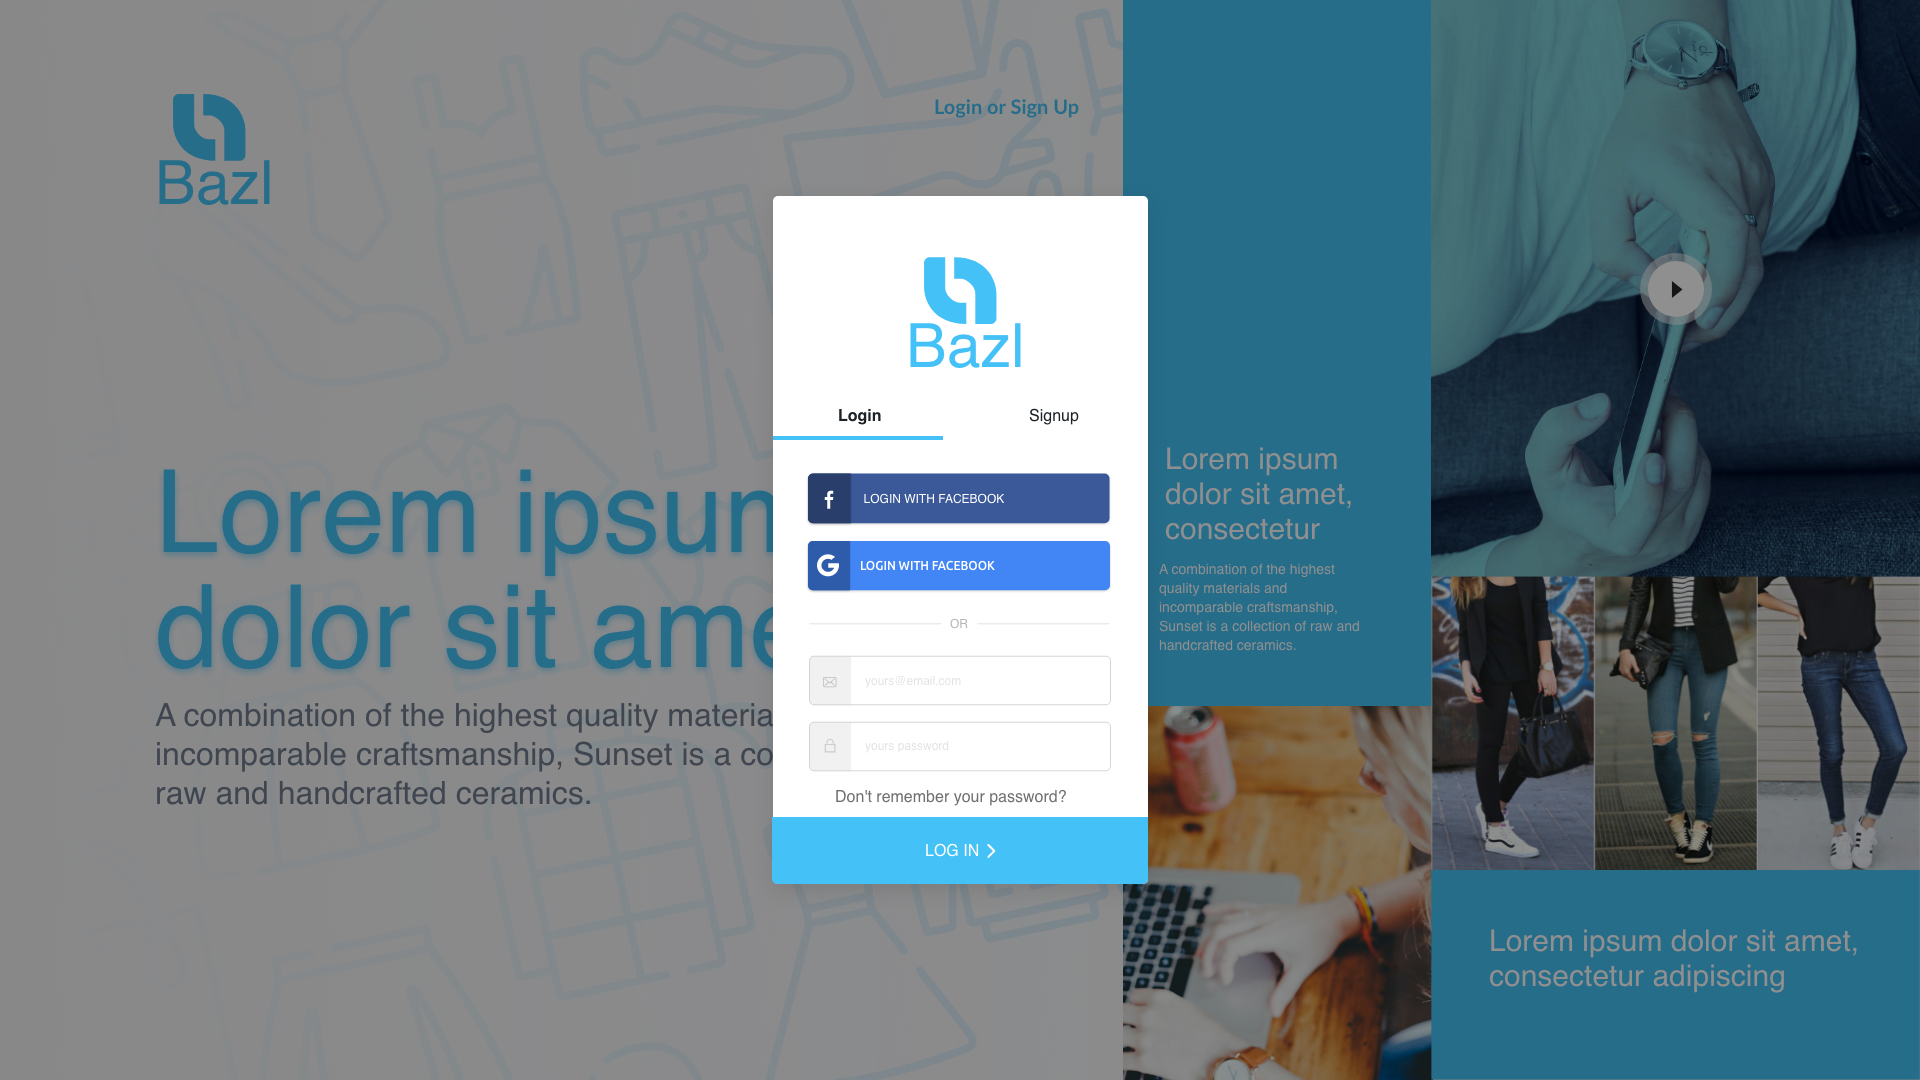 Bazl
Login or Sign Up
Lorem ipsum
dolor sit ame
A combination of the highest quality materia
incomparable craftsmanship, Sunset is a co
raw and handcrafted ceramics.
Bazl
Login
Signup
LOGIN WITH FACEBOOK
LOGIN WITH FACEBOOK
OR
yours@email.com
yours password
Don't remember your password?
LOG IN
Lorem ipsum
dolor sit amet,
consectetur
A combination of the highest
quality materials and
incomparable craftsmanship,
Sunset is a collection of raw and
handcrafted ceramics.
Lorem ipsum dolor sit amet,
consectetur adipiscing